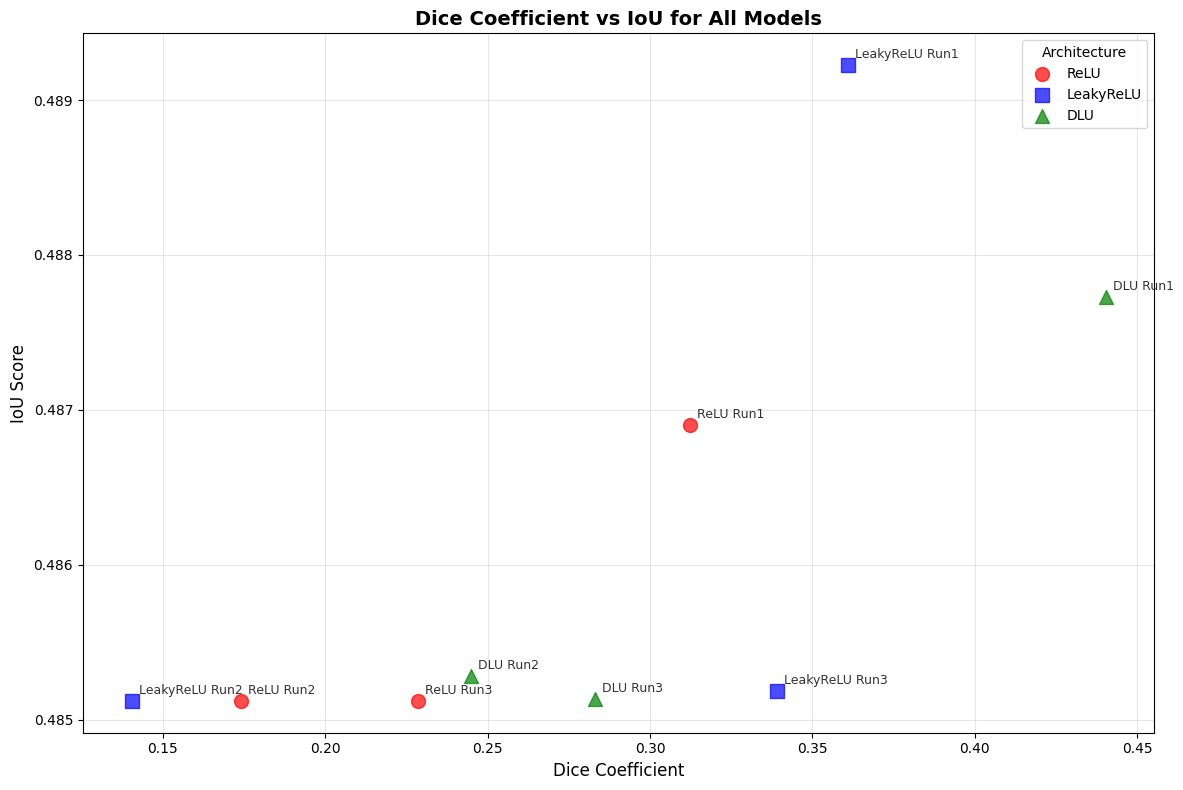 Dice Coefficient vs IoU for All Models
LeakyReLU Run1
Architecture
ReLU
LeakyReLU
DLU
0.489
0.488
DLU Run1
0.487
ReLU Run1
IoU Score
0.486
DLU Run2
LeakyReLU Run2
ReLU Run2
ReLU Run3
DLU Run3
LeakyReLU Run3
0.485
0.15
0.20
0.25
0.30
0.35
0.40
0.45
Dice Coefficient